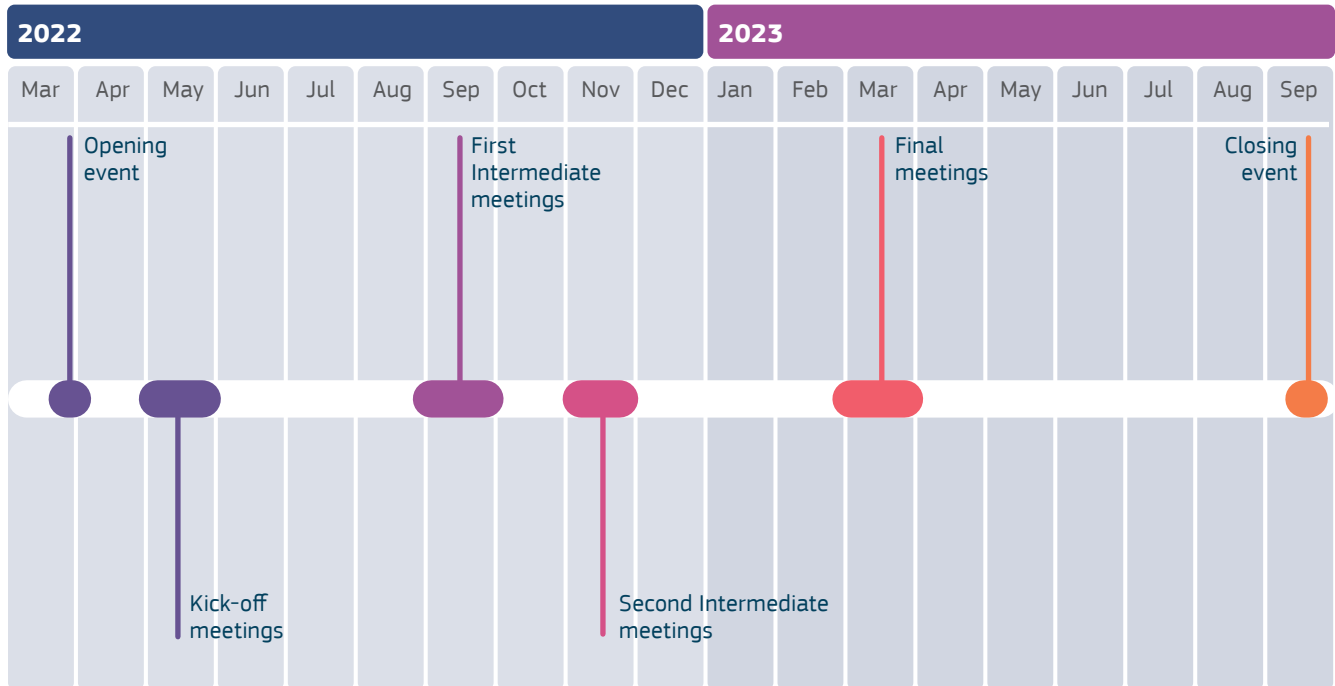 2022 2023
Mar Apr May Jun Jul Aug Sep Oct Nov Dec Jan Feb Mar Apr May Jun Jul Aug Sep
Opening
event
First
Intermediate
meetings
Final
meetings
Closing
event
Kick-off
meetings
Second Intermediate
meetings